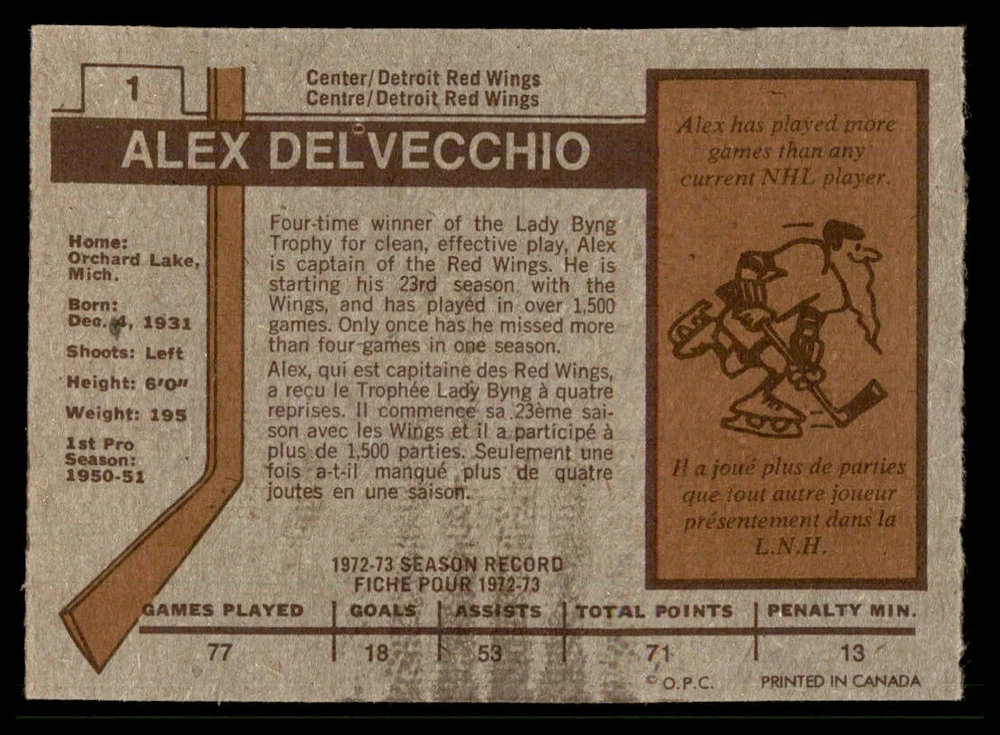 1
Center/Detroit Red Wings
Centre/Detroit Red Wings
ALEX DELVECCHIO
Home:
Orchard Lake,
Mich.
Born:
Dec. 4, 1931
Shoots: Left
Height: 6'0"
Weight: 195
1st Pro
Season:
1950-51
Four-time winner of the Lady Byng
Trophy for clean, effective play, Alex
is captain of the Red Wings. He is
starting his 23rd season with the
Wings, and has played in over 1,500
games. Only once has he missed more
than four games in one season.
Alex, qui est capitaine des Red Wings,
a reçu le Trophée Lady Byng à quatre
reprises. Il commence sa 23ème sai-
son avec les Wings et il a participé à
plus de 1,500 parties. Seulement une
fois a-t-il manqué plus de quatre
joutes en une saison.
Alex has played more
games than any
current NHL player.
Il a joué plus de parties
que tout autre joueur
présentement dans la
L.N.H.
1972-73 SEASON RECORD
FICHE POUR 1972-73
GAMES PLAYED GOALS ASSISTS TOTAL POINTS PENALTY MIN.
77 18 53 71 13
© O.P.C. PRINTED IN CANADA